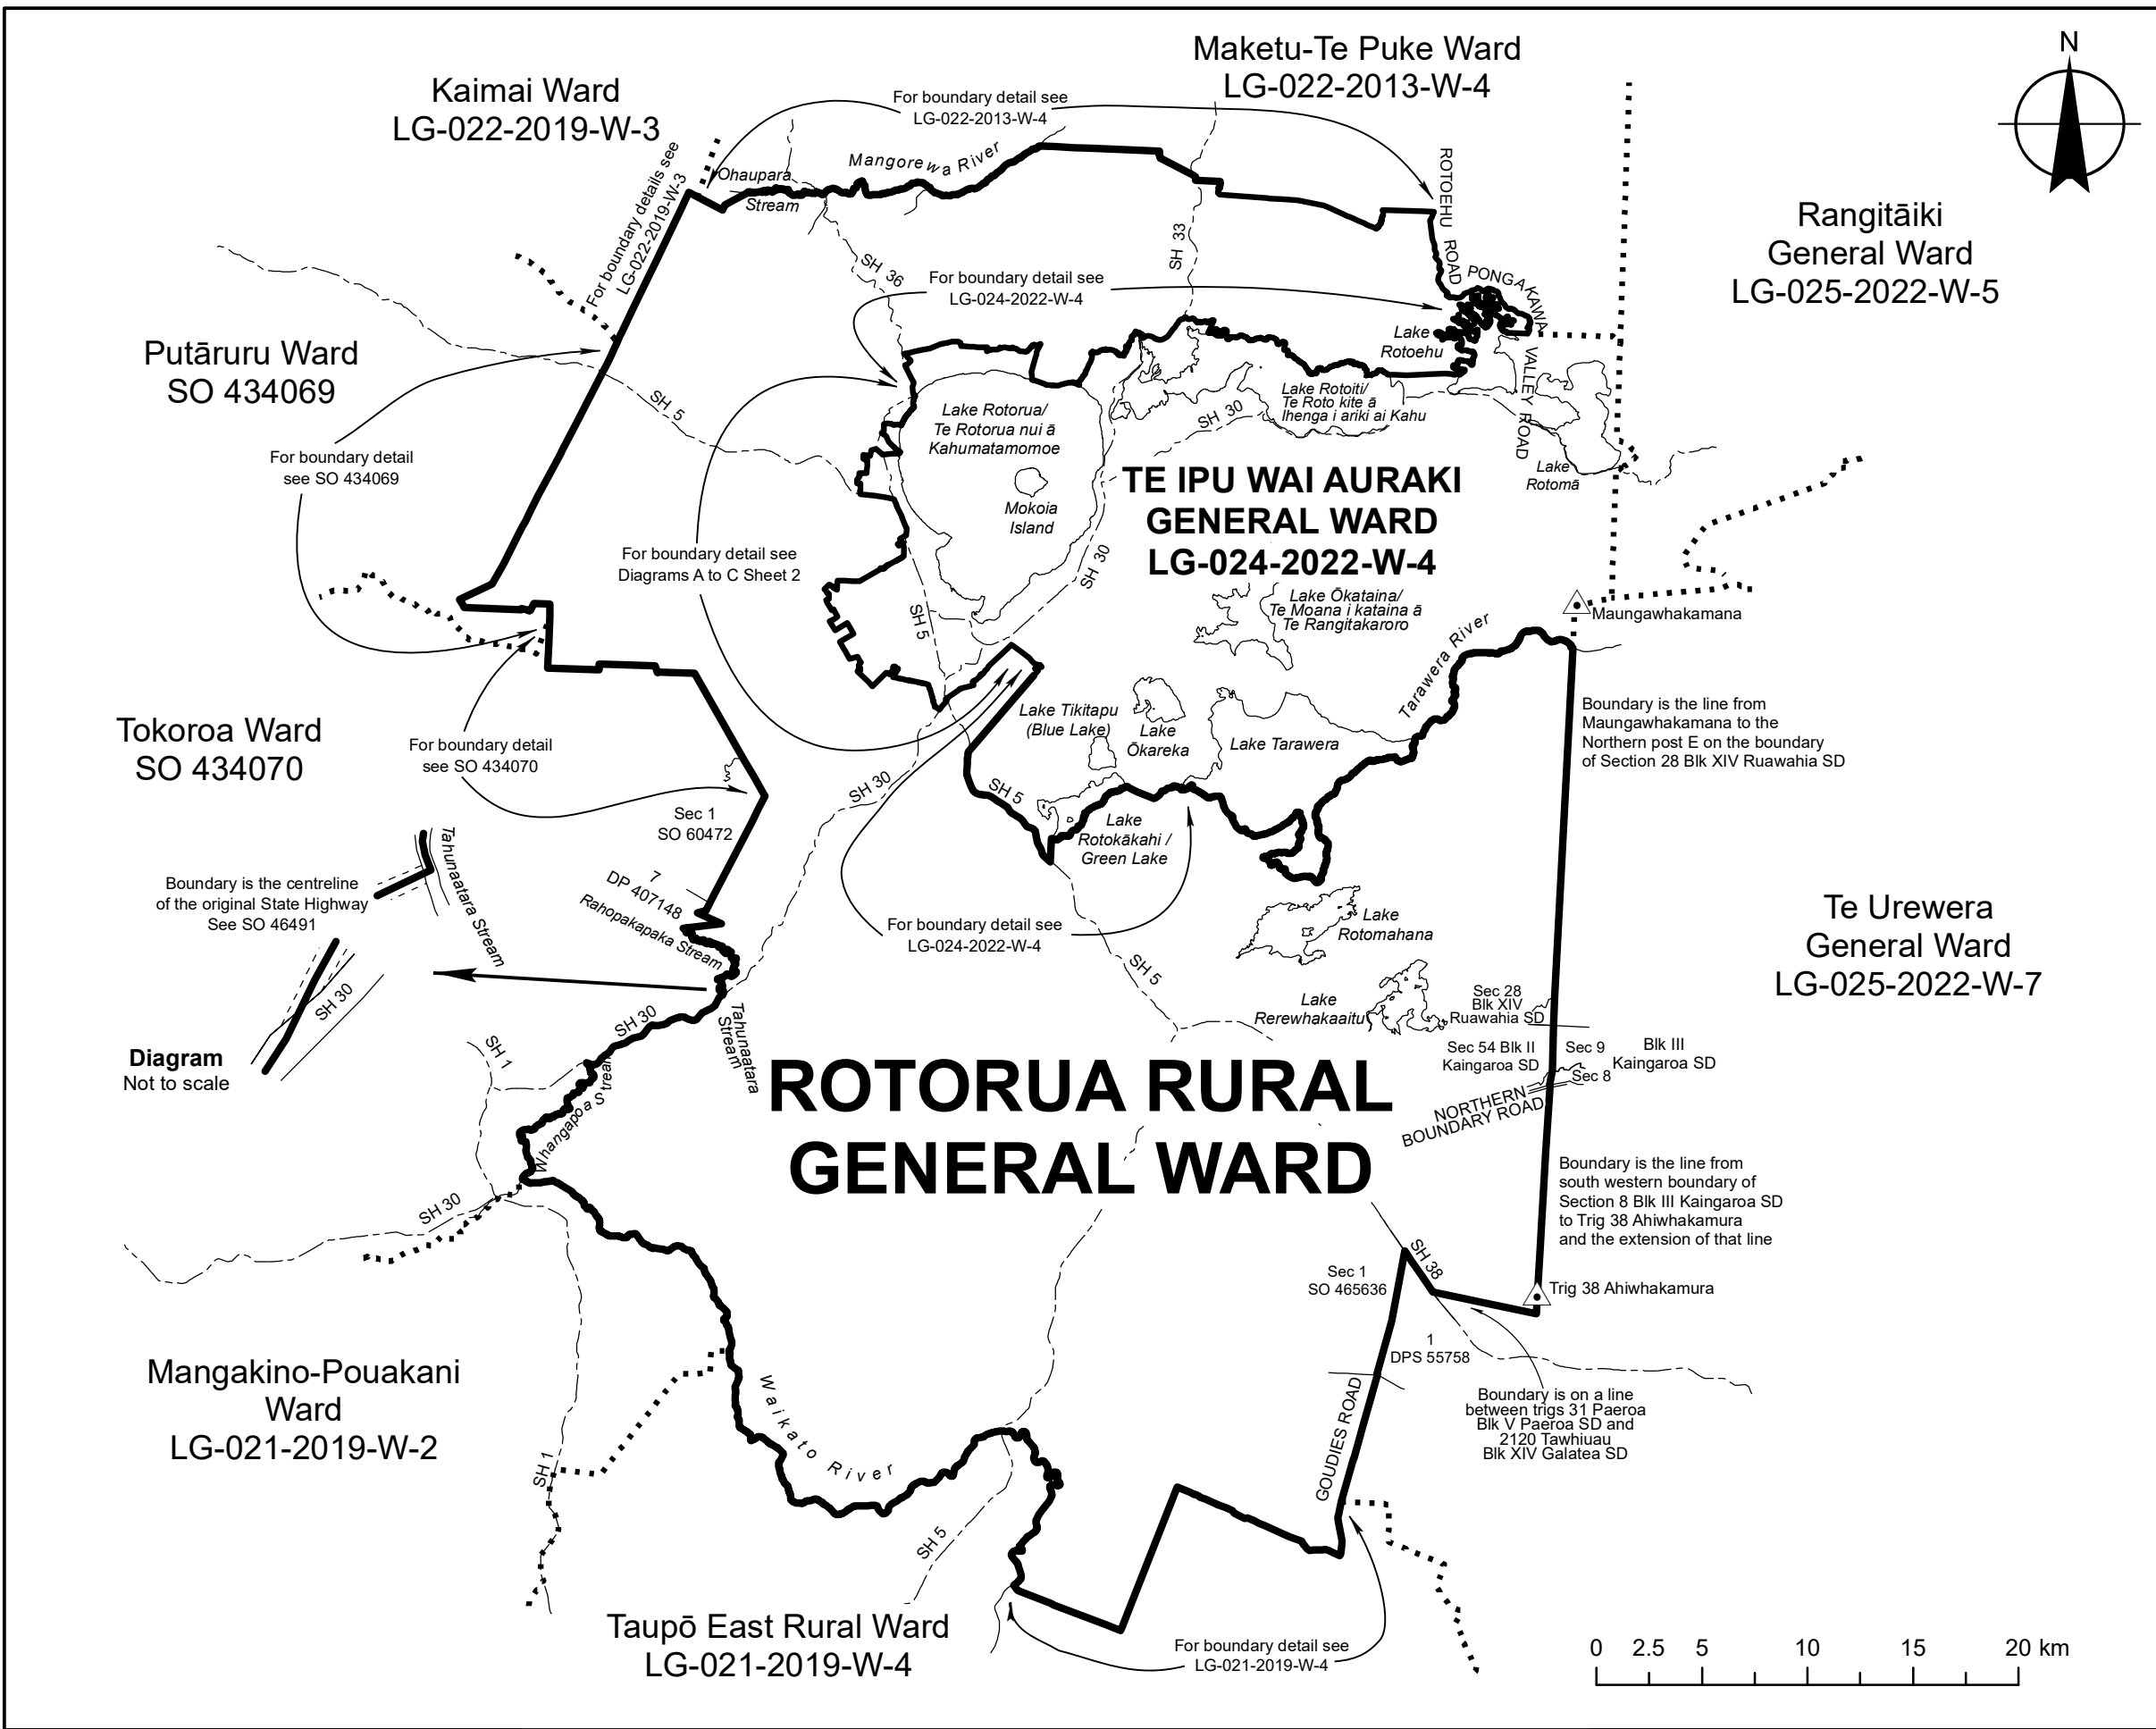 Maketu-Te Puke Ward
LG-022-2013-W-4
N
Kaimai Ward
LG-022-2019-W-3
For boundary detail see
LG-022-2013-W-4
For boundary details see
LG-022-2019-W-3
Ohaupara
Stream
Mangorewa River
ROTOEHU ROAD
Rangitāiki
General Ward
LG-025-2022-W-5
SH 36
SH 33
For boundary detail see
LG-024-2022-W-4
PONGAKAWA
VALLEY ROAD
Lake
Rotoehu
Putāruru Ward
SO 434069
SH 5
Lake Rotorua/
Te Rotorua nui ā
Kahumatamomoe
Mokoia
Island
Lake Rotoiti/
Te Roto kite ā
Ihenga i ariki ai Kahu
SH 30
Lake
Rotomā
For boundary detail
see SO 434069
TE IPU WAI AURAKI
GENERAL WARD
LG-024-2022-W-4
For boundary detail see
Diagrams A to C Sheet 2
SH 30
SH 5
Lake Ōkataina/
Te Moana i kataina ā
Te Rangitakaroro
Maungawhakamana
Tarawera River
Tokoroa Ward
SO 434070
For boundary detail
see SO 434070
Lake Tikitapu
(Blue Lake)
Lake
Ōkareka
Lake Tarawera
Boundary is the line from
Maungawhakamana to the
Northern post E on the boundary
of Section 28 Blk XIV Ruawahia SD
SH 30
SH 5
Sec 1
SO 60472
Lake
Rotokākahi /
Green Lake
7
DP 407148
Rahopakapaka Stream
Tahunaatara Stream
Boundary is the centreline
of the original State Highway
See SO 46491
SH 30
Diagram
Not to scale
For boundary detail see
LG-024-2022-W-4
Lake
Rotomahana
SH 5
Te Urewera
General Ward
LG-025-2022-W-7
Lake
Rerewhakaaitu
Sec 28
Blk XIV
Ruawahia SD
Sec 54 Blk II
Kaingaroa SD
Sec 9
Sec 8
Blk III
Kaingaroa SD
NORTHERN
BOUNDARY ROAD
SH 30
Tahunaatara
Stream
SH 1
Whangapoa Stream
ROTORUA RURAL
GENERAL WARD
SH 30
Boundary is the line from
south western boundary of
Section 8 Blk III Kaingaroa SD
to Trig 38 Ahiwhakamura
and the extension of that line
SH 38
Sec 1
SO 465636
Trig 38 Ahiwhakamura
1
DPS 55758
Mangakino-Pouakani
Ward
LG-021-2019-W-2
Waikato River
GOUDIES ROAD
Boundary is on a line
between trigs 31 Paeroa
Blk V Paeroa SD and
2120 Tawhiuau
Blk XIV Galatea SD
SH 1
SH 5
Taupō East Rural Ward
LG-021-2019-W-4
For boundary detail see
LG-021-2019-W-4
0 2.5 5 10 15 20 km